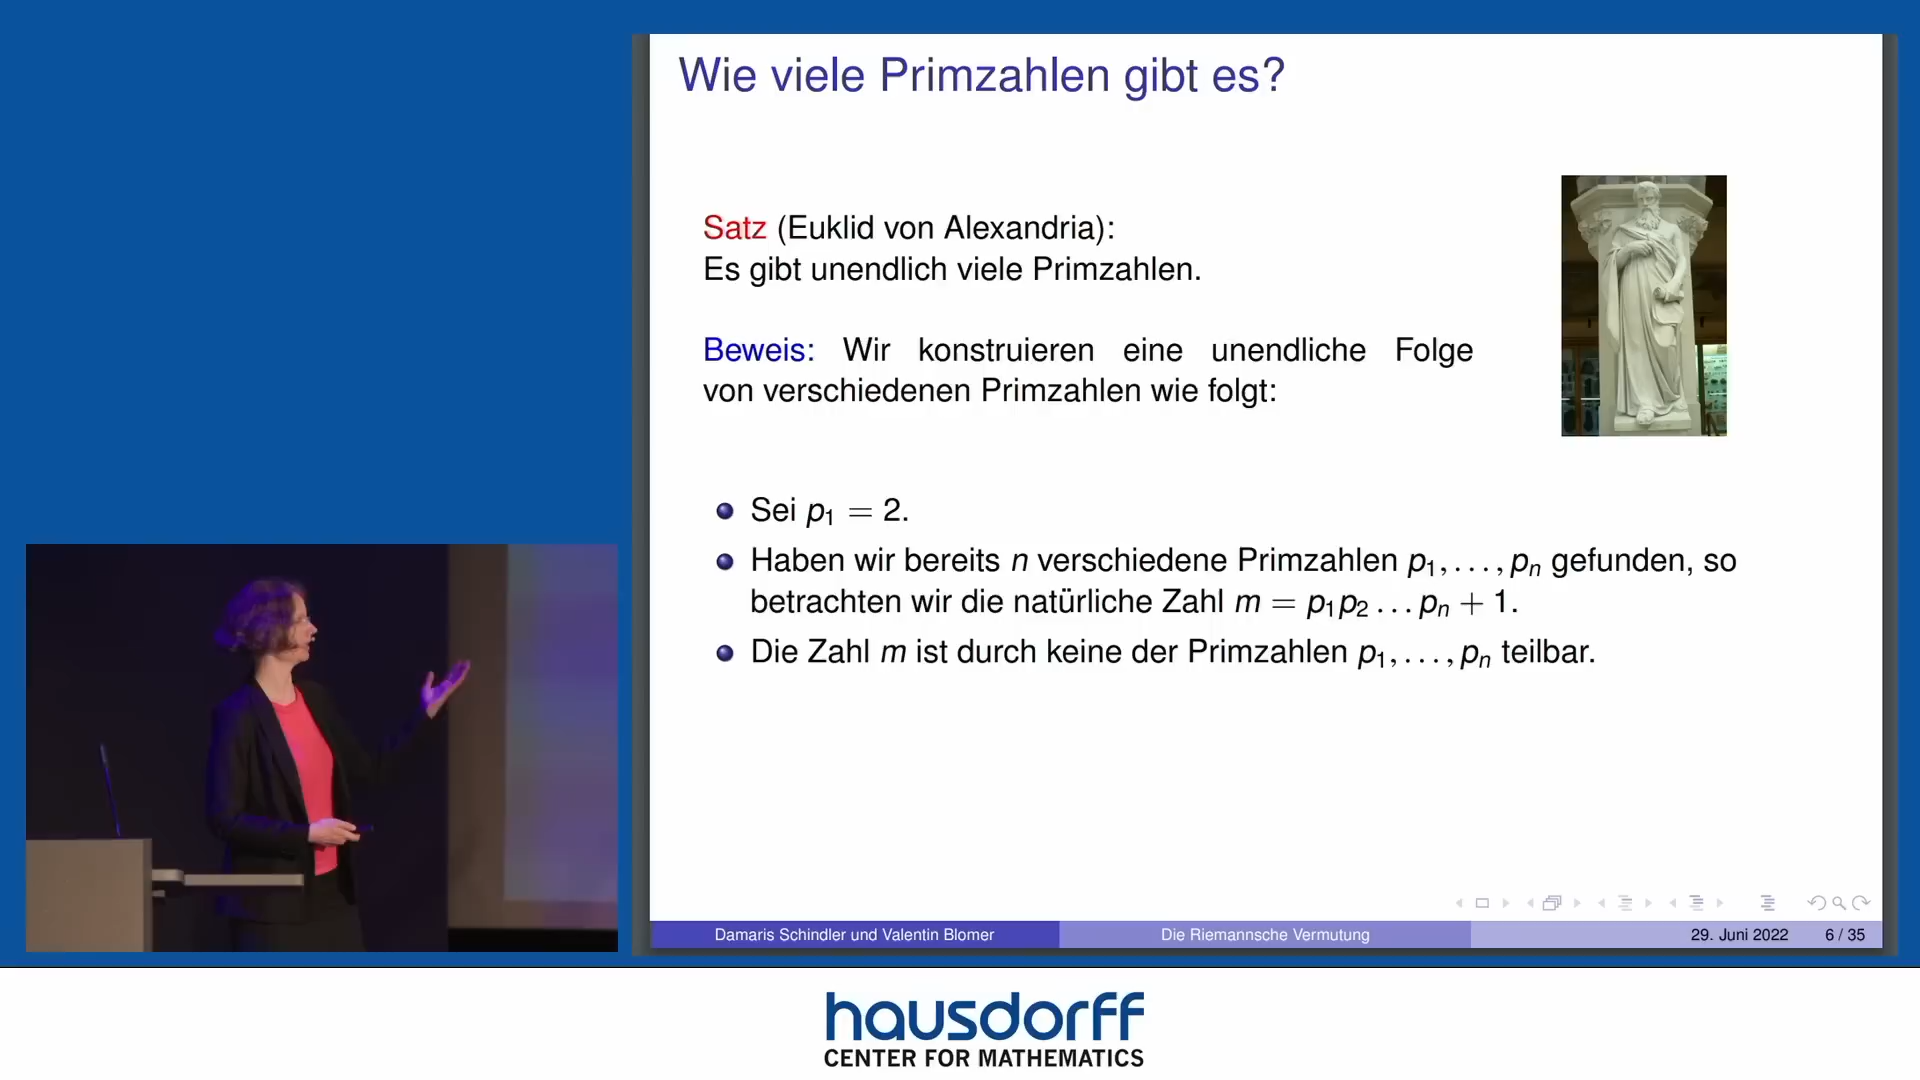 Wie viele Primzahlen gibt es?
Satz (Euklid von Alexandria):
Es gibt unendlich viele Primzahlen.
Beweis: Wir konstruieren eine unendliche Folge
von verschiedenen Primzahlen wie folgt:
Sei p₁ = 2.
Haben wir bereits n verschiedene Primzahlen p₁, . . . , pₙ gefunden, so
betrachten wir die natürliche Zahl m = p₁p₂ . . . pₙ + 1.
Die Zahl m ist durch keine der Primzahlen p₁, . . . , pₙ teilbar.
Damaris Schindler und Valentin Blomer
Die Riemannsche Vermutung
29. Juni 2022
6 / 35
hausdorff
CENTER FOR MATHEMATICS